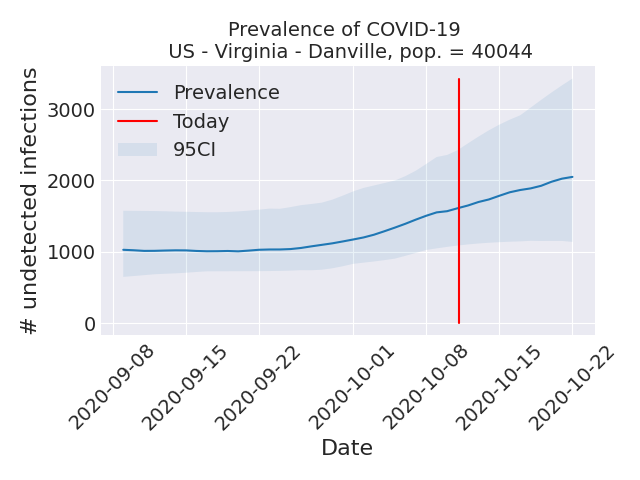 Prevalence of COVID-19
US - Virginia - Danville, pop. = 40044
# undetected infections
3000
2000
1000
0
Prevalence
Today
95CI
2020-09-08
2020-09-15
2020-09-22
2020-10-01
2020-10-08
2020-10-15
2020-10-22
Date